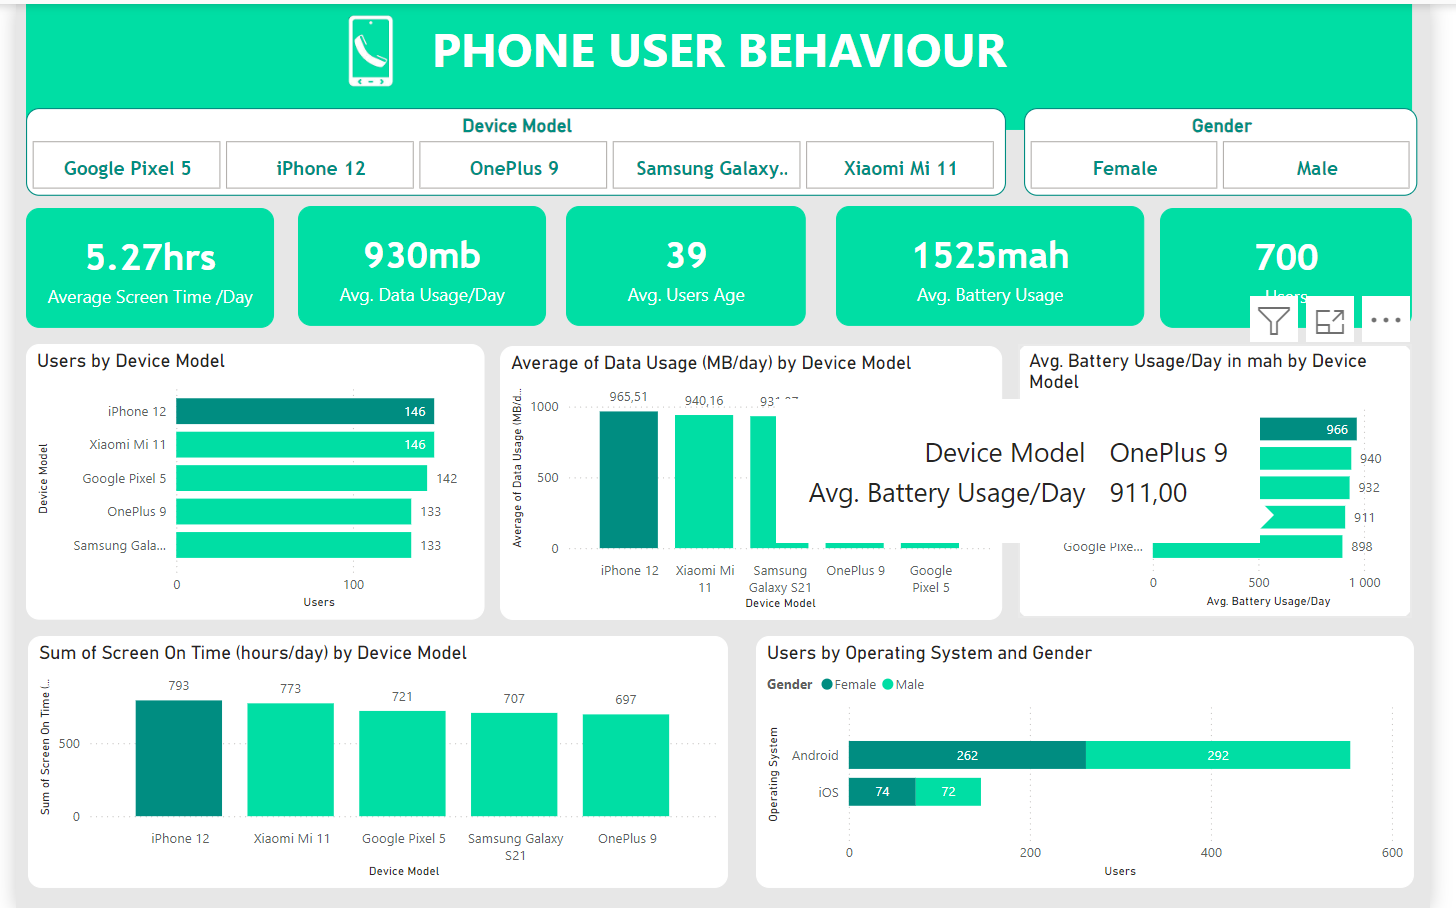 PHONE USER BEHAVIOUR
Device Model
Google Pixel 5
iPhone 12
OnePlus 9
Samsung Galaxy..
Xiaomi Mi 11
Gender
Female
Male
5.27hrs
Average Screen Time /Day
930mb
Avg. Data Usage/Day
39
Avg. Users Age
1525mah
Avg. Battery Usage
700
Users
Users by Device Model
Device Model
iPhone 12
146
Xiaomi Mi 11
146
Google Pixel 5
142
OnePlus 9
133
Samsung Gala...
133
0
100
Users
Average of Data Usage (MB/day) by Device Model
Average of Data Usage (MB/d...
1000
500
0
965,51
940,16
iPhone 12
Xiaomi Mi
11
Samsung
Galaxy S21
OnePlus 9
Google
Pixel 5
Device Model
Avg. Battery Usage/Day in mah by Device
Model
Device Model OnePlus 9
Avg. Battery Usage/Day 911,00
966
940
932
911
Google Pixe...
898
0
500
1 000
Avg. Battery Usage/Day
Sum of Screen On Time (hours/day) by Device Model
Sum of Screen On Time (...
500
0
793
773
721
707
697
iPhone 12
Xiaomi Mi 11
Google Pixel 5
Samsung Galaxy
S21
OnePlus 9
Device Model
Users by Operating System and Gender
Gender Female Male
Operating System
Android
262
292
iOS
74
72
0
200
400
600
Users